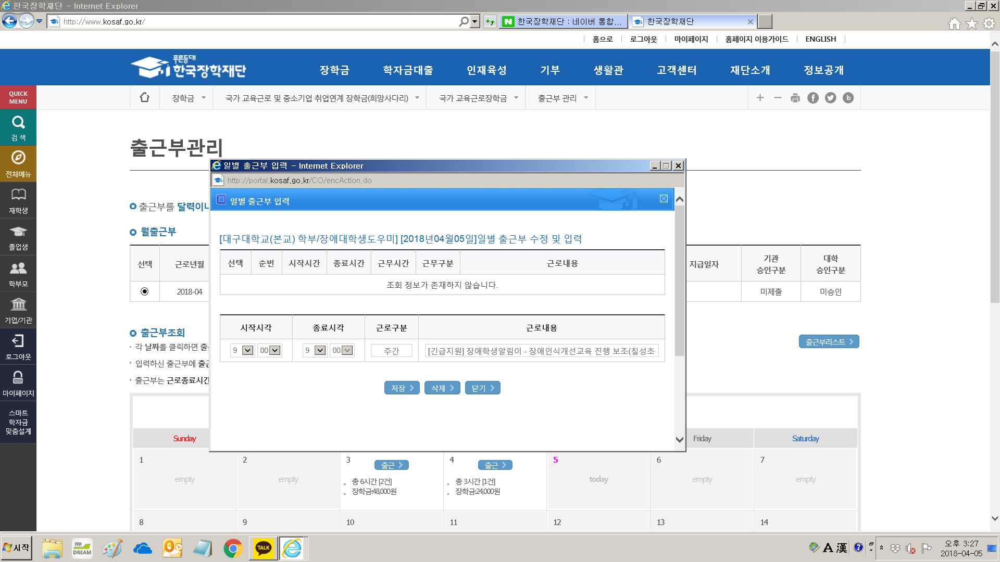 한국장학재단 - Internet Explorer
http://www.kosaf.go.kr/
한국장학재단 : 네이버 통합...
한국장학재단
홈으로 로그아웃 마이페이지 홈페이지 이용가이드 ENGLISH
푸른등대
한국장학재단
장학금 학자금대출 인재육성 기부 생활관 고객센터 재단소개 정보공개
QUICK
MENU
장학금 국가 교육근로 및 중소기업 취업연계 장학금(희망사다리) 국가 교육근로장학금 출근부 관리
검 색
전체메뉴
재학생
졸업생
학부모
기업/기관
로그아웃
마이페이지
스마트
학자금
맞춤설계
출근부관리
출근부를 달력이나
월출근부
선택 근로년월 지급일자 기관 승인구분 대학 승인구분
2018-04 미제출 미승인
출근부조회
각 날짜를 클릭하면 출근
입력하신 출근부에 출근
출근부는 근로종료시간
출근부리스트
일별 출근부 입력 - Internet Explorer
http://portal.kosaf.go.kr/CO/encAction.do
일별 출근부 입력
[대구대학교(본교) 학부/장애대학생도우미] [2018년04월05일]일별 출근부 수정 및 입력
선택 순번 시작시간 종료시간 근무시간 근무구분 근로내용
조회 정보가 존재하지 않습니다.
시작시각 종료시각 근로구분 근로내용
9 00 9 00 주간 [긴급지원] 장애학생알림이 - 장애인식개선교육 진행 보조(칠성초-
저장 삭제 닫기
Sunday Friday Saturday
1 2 3 출근 4 출근 5 6 7
empty empty 총 6시간 [2건] 총 3시간 [1건] today empty empty
장학금:48,000원 장학금:24,000원
8 9 10 11 12 13 14
시작
DREAM
TALK
A 漢
오후 3:27
2018-04-05